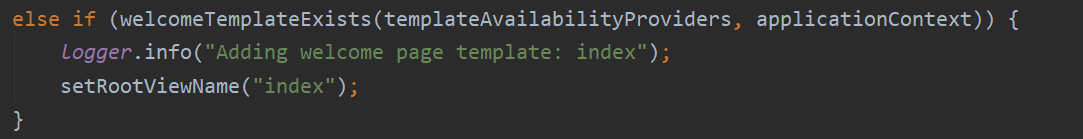 else if (welcomeTemplateExists(templateAvailabilityProviders, applicationContext)) {
    logger.info("Adding welcome page template: index");
    setRootViewName("index");
}